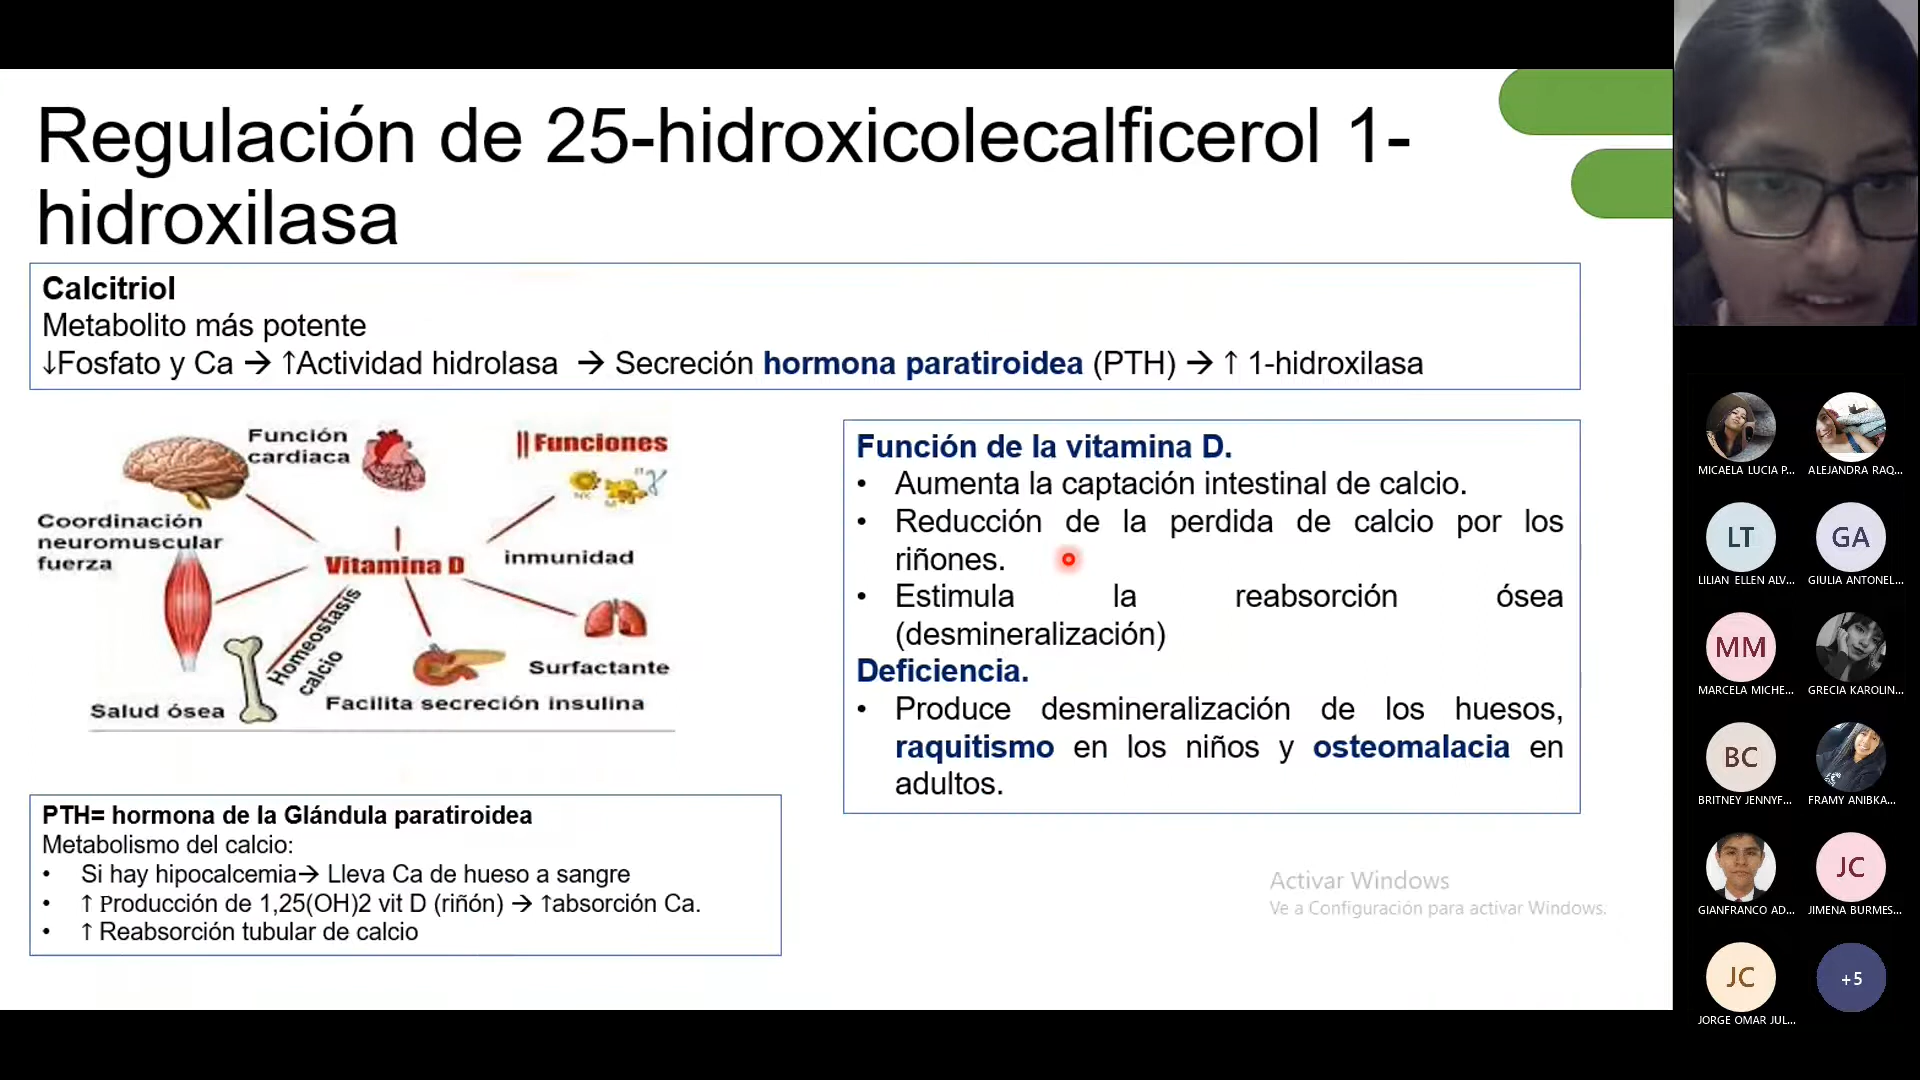 Regulación de 25-hidroxicolecalficerol 1-
hidroxilasa
Calcitriol
Metabolito más potente
↓Fosfato y Ca → ↑Actividad hidrolasa → Secreción hormona paratiroidea (PTH) → ↑ 1-hidroxilasa
Función
cardiaca
Funciones
Coordinación
neuromuscular
fuerza
Vitamina D
inmunidad
Homeostasis
calcio
Surfactante
Facilita secreción insulina
Salud ósea
Función de la vitamina D.
• Aumenta la captación intestinal de calcio.
• Reducción de la perdida de calcio por los
riñones.
• Estimula la reabsorción ósea
(desmineralización)
Deficiencia.
• Produce desmineralización de los huesos,
raquitismo en los niños y osteomalacia en
adultos.
PTH= hormona de la Glándula paratiroidea
Metabolismo del calcio:
• Si hay hipocalcemia→ Lleva Ca de hueso a sangre
• ↑ Producción de 1,25(OH)2 vit D (riñón) → ↑absorción Ca.
• ↑ Reabsorción tubular de calcio
Activar Windows
Ve a Configuración para activar Windows.
MICAELA LUCIA P...
ALEJANDRA RAQ...
LT
LILIAN ELLEN ALV...
GA
GIULIA ANTONEL...
MM
MARCELA MICHE...
GRECIA KAROLIN...
BC
BRITNEY JENNYF...
FRAMY ANIBKA...
GIANFRANCO AD...
JC
JIMENA BURMES...
JC
JORGE OMAR JUL...
+5